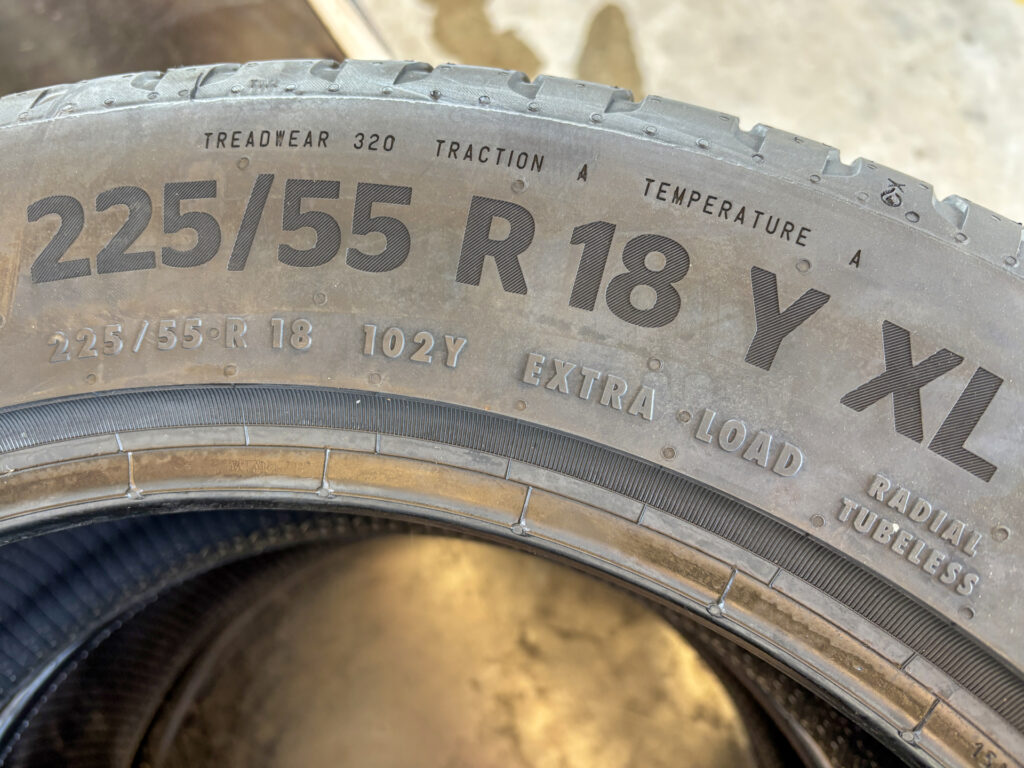 TREADWEAR 320 TRACTION A TEMPERATURE A
225/55 R 18 Y XL
225/55 R 18 102Y EXTRA LOAD
RADIAL
TUBELESS